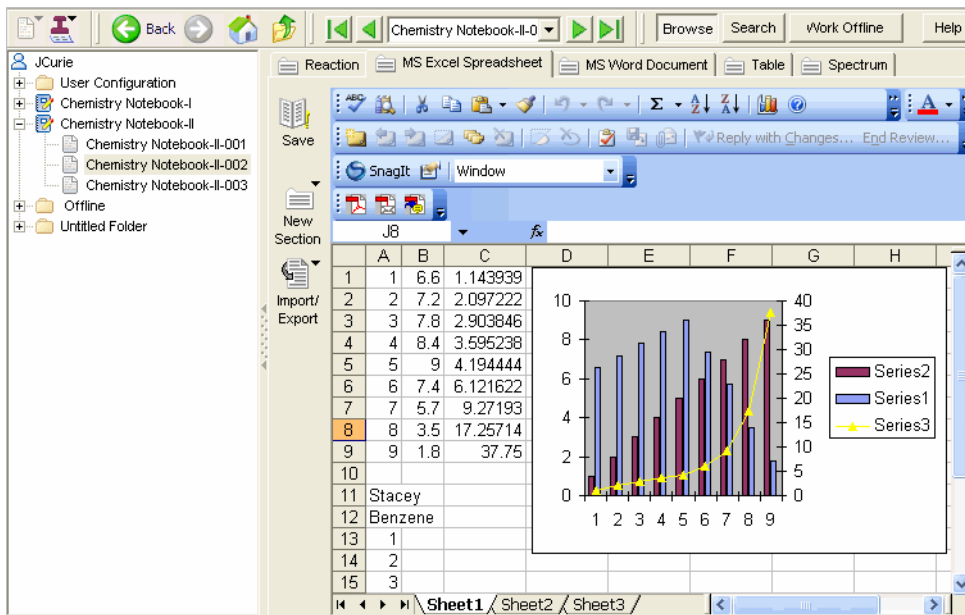 Back Chemistry Notebook-II-0 Browse Search Work Offline Help
JCurie
User Configuration
Chemistry Notebook-I
Chemistry Notebook-II
Chemistry Notebook-II-001
Chemistry Notebook-II-002
Chemistry Notebook-II-003
Offline
Untitled Folder
Reaction MS Excel Spreadsheet MS Word Document Table Spectrum
Save
New
Section
Import/
Export
ABC Σ A Z Z A A
Reply with Changes... End Review...
SnagIt Window
J8 fx
A B C D E F G H
1 1 6.6 1.143939
2 2 7.2 2.097222
3 3 7.8 2.903846
4 4 8.4 3.595238
5 5 9 4.194444
6 6 7.4 6.121622
7 7 5.7 9.27193
8 8 3.5 17.25714
9 9 1.8 37.75
10
11 Stacey
12 Benzene
13 1
14 2
15 3
10
8
6
4
2
0
40
35
30
25
20
15
10
5
0
1 2 3 4 5 6 7 8 9
Series2
Series1
Series3
Sheet1 Sheet2 Sheet3